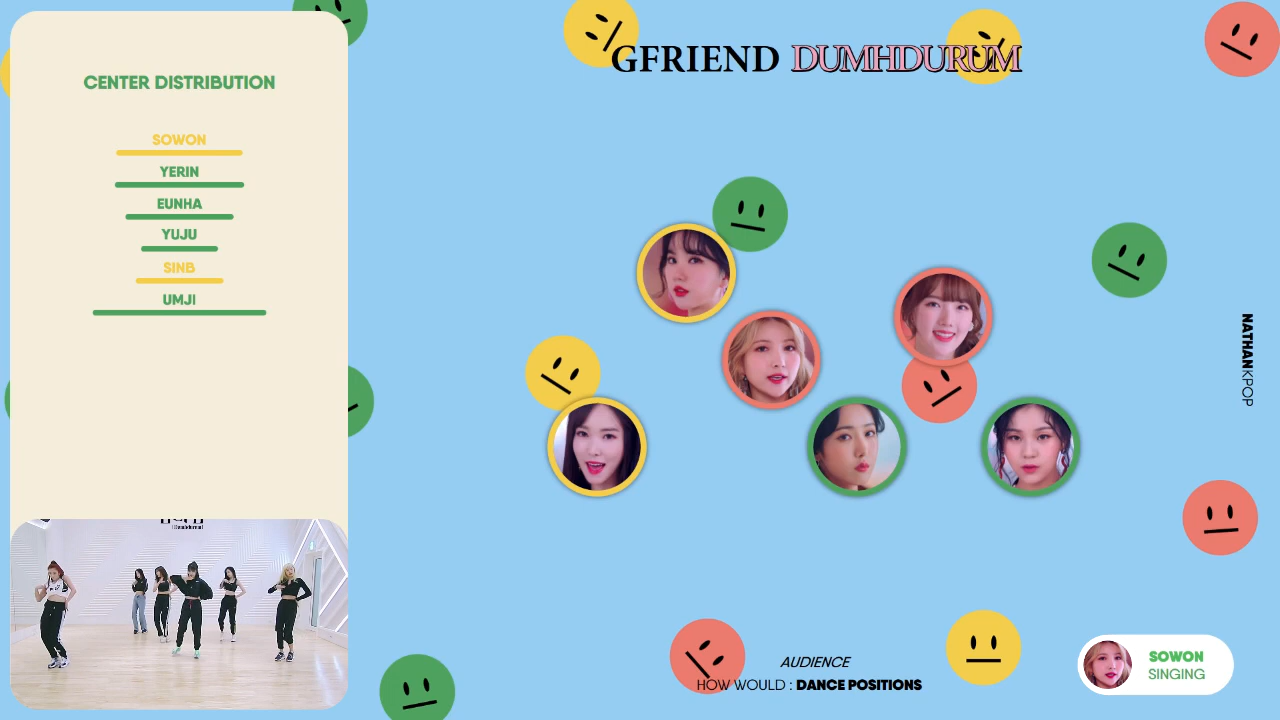 CENTER DISTRIBUTION
SOWON
YERIN
EUNHA
YUJU
SINB
UMJI
GFRIEND DUMHDURUM
NATHANKPOP
AUDIENCE
HOW WOULD : DANCE POSITIONS
SOWON
SINGING